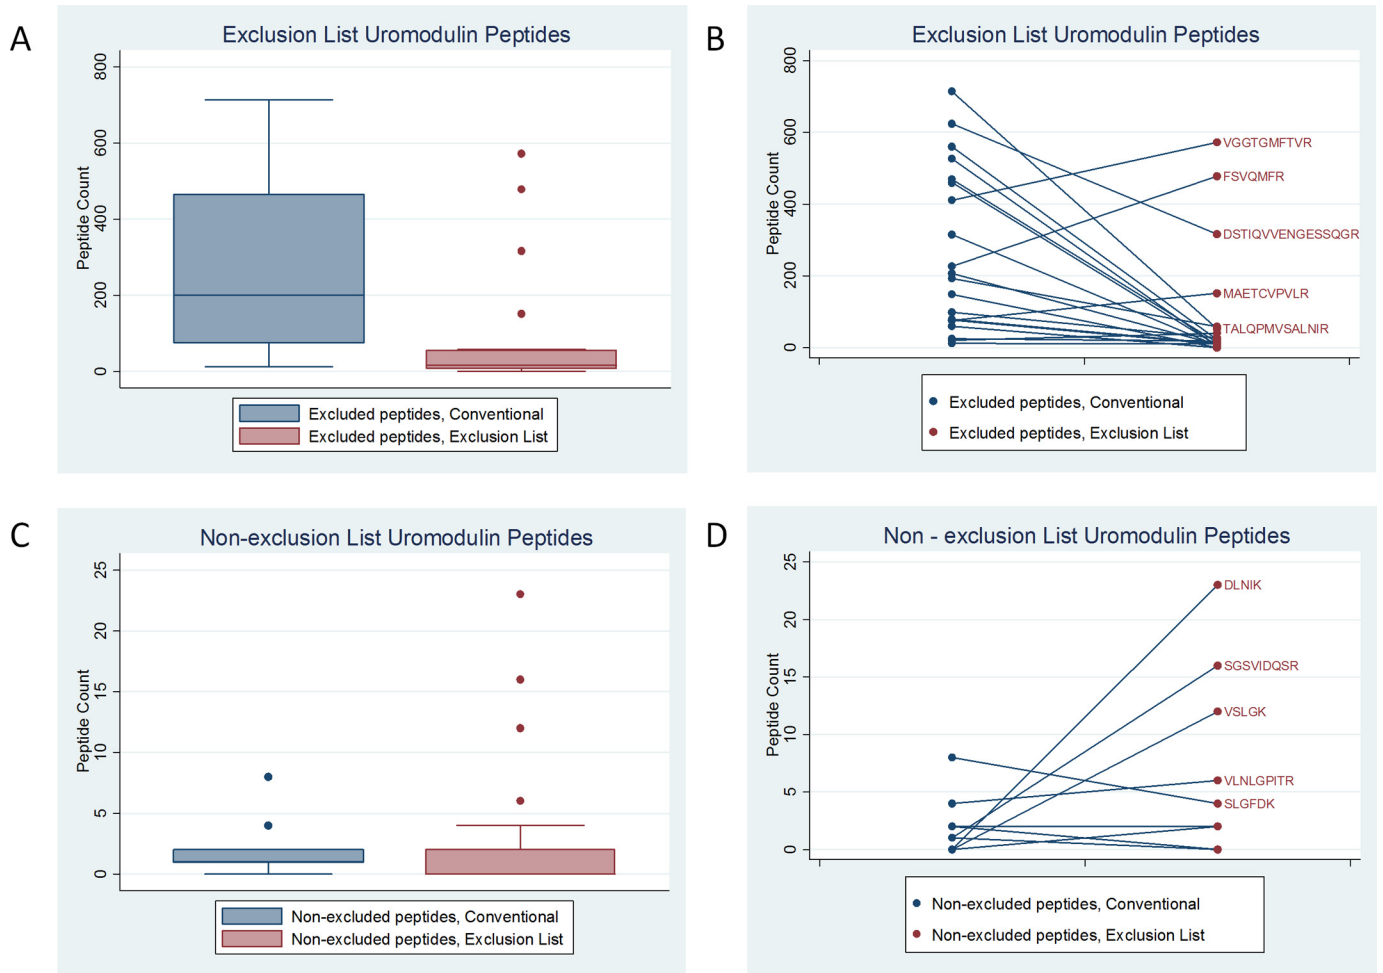 A
Exclusion List Uromodulin Peptides
Peptide Count
800
600
400
200
0
Excluded peptides, Conventional
Excluded peptides, Exclusion List
B
Exclusion List Uromodulin Peptides
Peptide Count
800
600
400
200
0
VGGTGMFTVR
FSVQMFR
DSTIQVVENGESSQGR
MAETCVPVLR
TALQPMVSALNIR
Excluded peptides, Conventional
Excluded peptides, Exclusion List
C
Non-exclusion List Uromodulin Peptides
Peptide Count
25
20
15
10
5
0
Non-excluded peptides, Conventional
Non-excluded peptides, Exclusion List
D
Non - exclusion List Uromodulin Peptides
Peptide Count
25
20
15
10
5
0
DLNIK
SGSVIDQSR
VSLGK
VLNLGPITR
SLGFDK
Non-excluded peptides, Conventional
Non-excluded peptides, Exclusion List